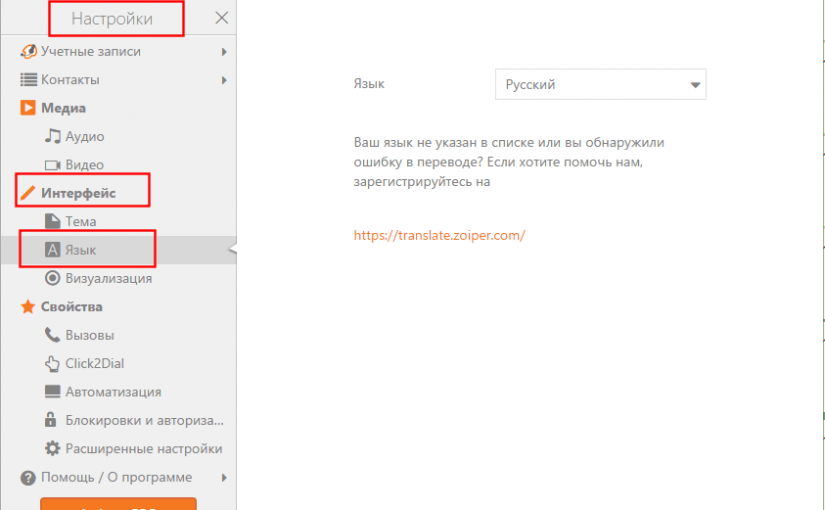 Настройки
Учетные записи
Контакты
Медиа
Аудио
Видео
Интерфейс
Тема
Язык
Визуализация
Свойства
Вызовы
Click2Dial
Автоматизация
Блокировки и авториза...
Расширенные настройки
Помощь / О программе
Язык
Русский
Ваш язык не указан в списке или вы обнаружили
ошибку в переводе? Если хотите помочь нам,
зарегистрируйтесь на
https://translate.zoiper.com/